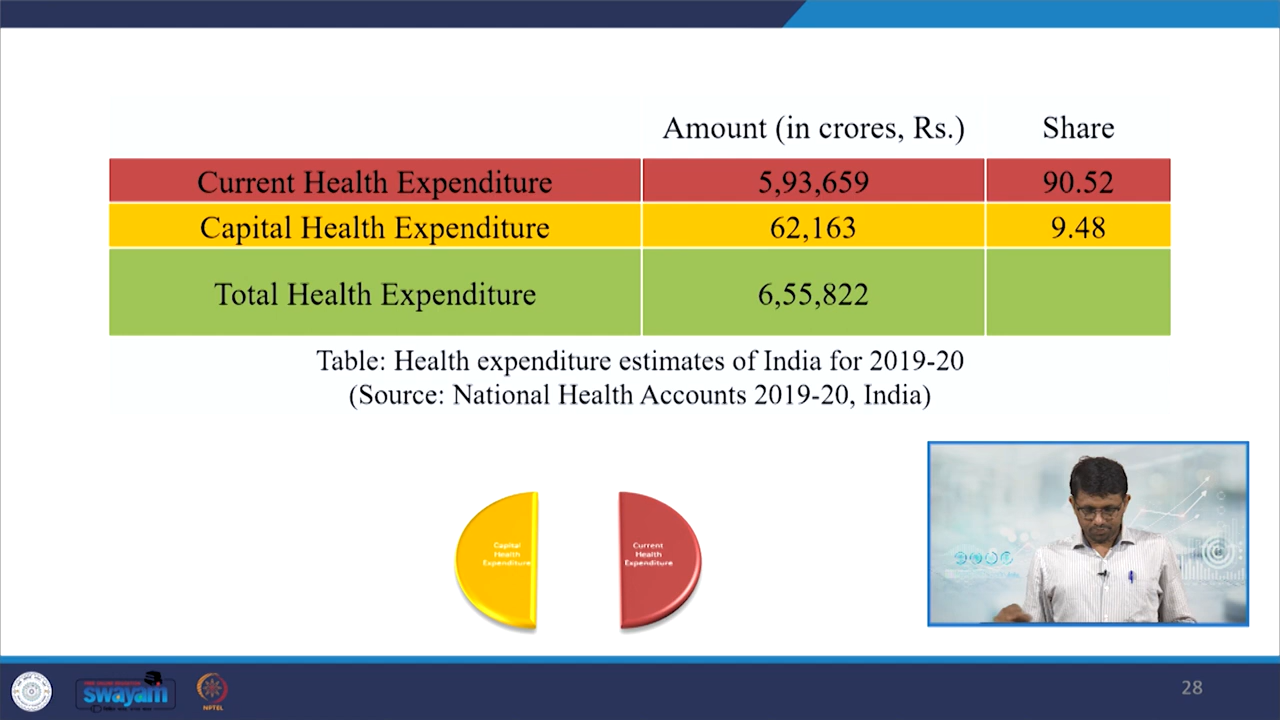 Amount (in crores, Rs.) Share
Current Health Expenditure 5,93,659 90.52
Capital Health Expenditure 62,163 9.48
Total Health Expenditure 6,55,822
Table: Health expenditure estimates of India for 2019-20
(Source: National Health Accounts 2019-20, India)
Capital
Health
Expenditure
Current
Health
Expenditure
swayam
NPTEL
28